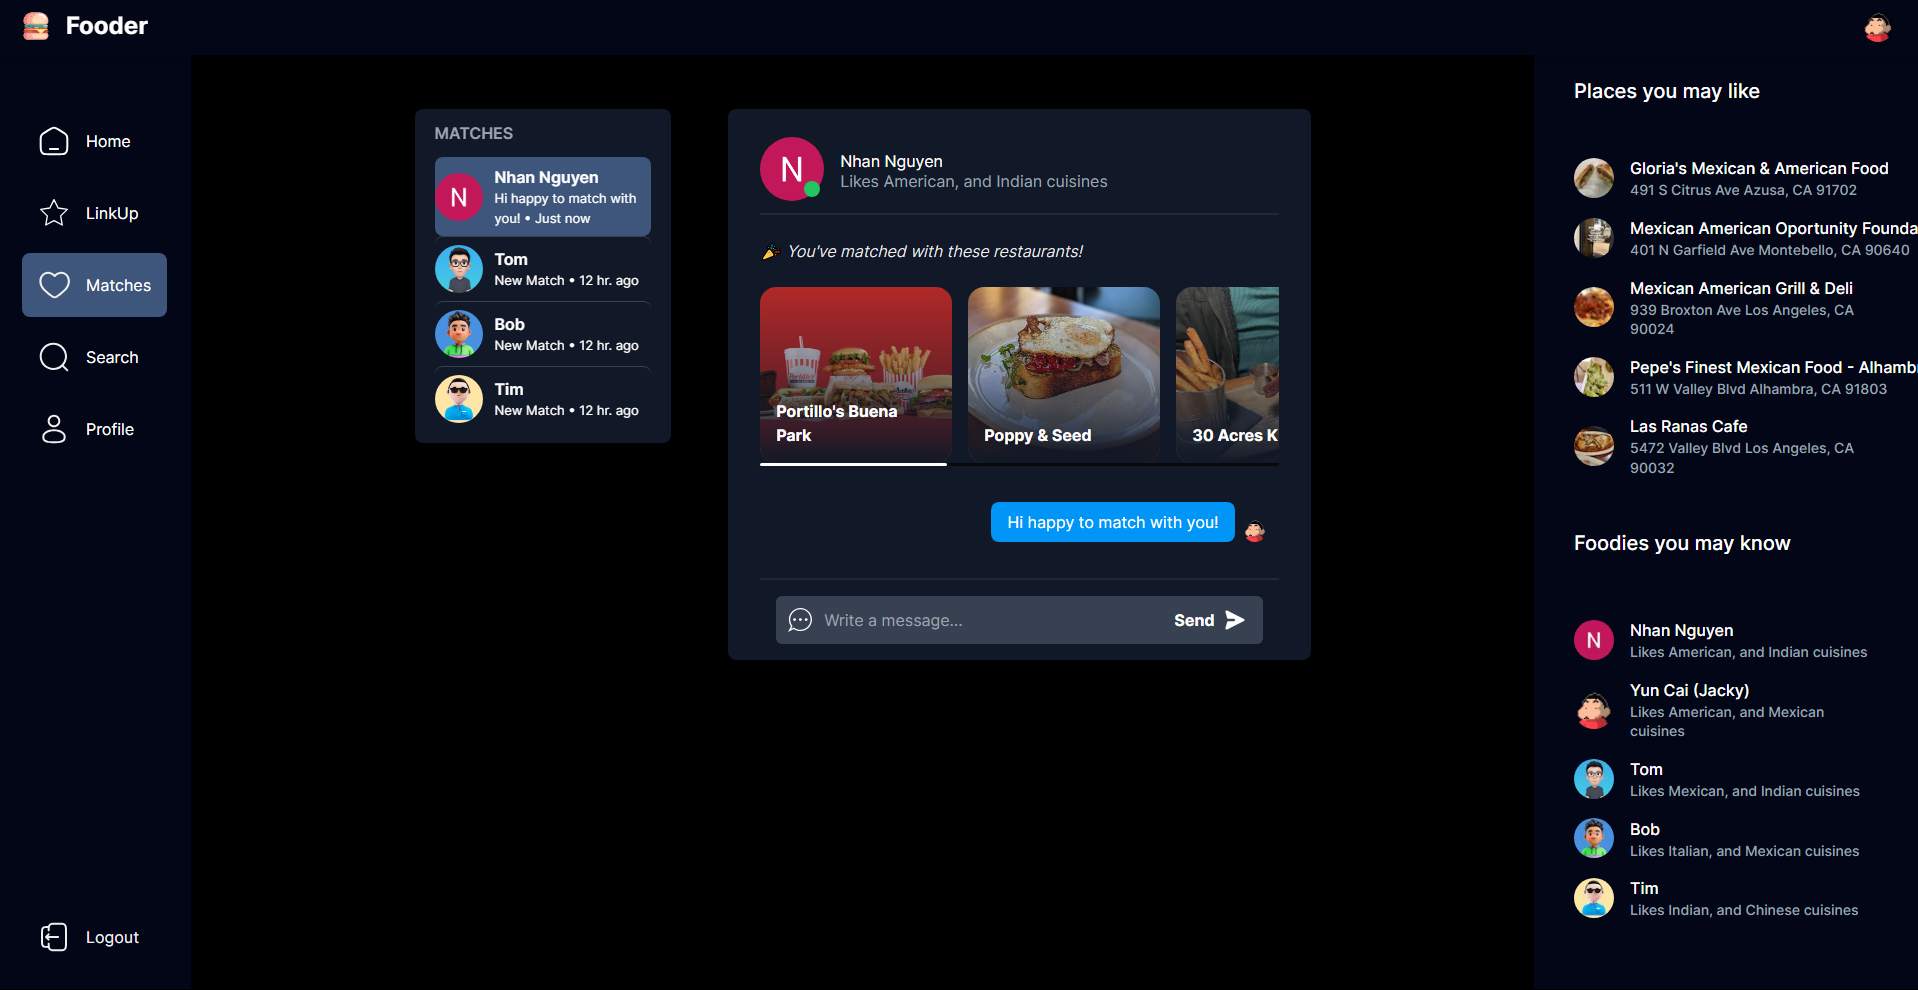 Fooder
Home
LinkUp
Matches
Search
Profile
Logout
MATCHES
N
Nhan Nguyen
Hi happy to match with
you! • Just now
Tom
New Match • 12 hr. ago
Bob
New Match • 12 hr. ago
Tim
New Match • 12 hr. ago
N
Nhan Nguyen
Likes American, and Indian cuisines
🎉 You've matched with these restaurants!
Portillo's Buena
Park
Poppy & Seed
30 Acres K
Hi happy to match with you!
Write a message...
Send
Places you may like
Gloria's Mexican & American Food
491 S Citrus Ave Azusa, CA 91702
Mexican American Oportunity Founda
401 N Garfield Ave Montebello, CA 90640
Mexican American Grill & Deli
939 Broxton Ave Los Angeles, CA
90024
Pepe's Finest Mexican Food - Alhamb
511 W Valley Blvd Alhambra, CA 91803
Las Ranas Cafe
5472 Valley Blvd Los Angeles, CA
90032
Foodies you may know
N
Nhan Nguyen
Likes American, and Indian cuisines
Yun Cai (Jacky)
Likes American, and Mexican
cuisines
Tom
Likes Mexican, and Indian cuisines
Bob
Likes Italian, and Mexican cuisines
Tim
Likes Indian, and Chinese cuisines